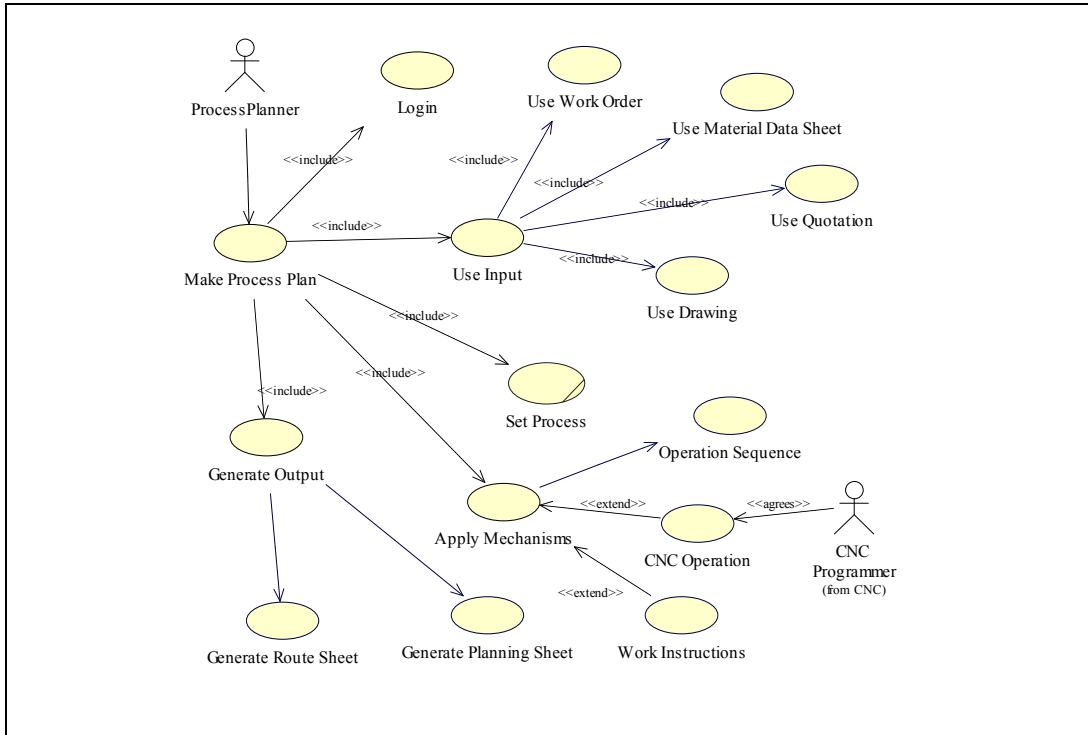 Use Work Order
Login
ProcessPlanner
Use Material Data Sheet
<<include>>
<<include>>
<<include>>
<<include>>
Use Quotation
<<include>>
Use Input
<<include>>
Make Process Plan
Use Drawing
<<include>>
<<include>>
<<include>>
Set Process
Operation Sequence
Generate Output
<<extend>>
<<agrees>>
Apply Mechanisms
CNC Operation
CNC
Programmer
(from CNC)
<<extend>>
Generate Route Sheet
Generate Planning Sheet
Work Instructions